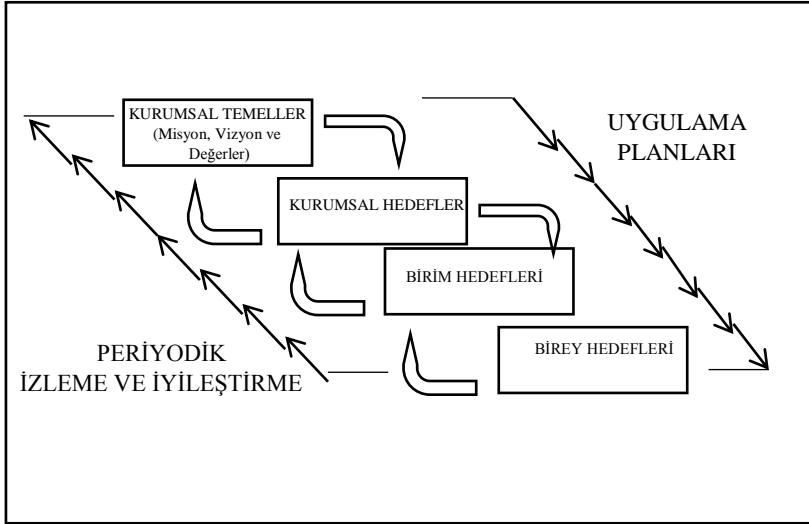 KURUMSAL TEMELLER
(Misyon, Vizyon ve
Değerler)
UYGULAMA
PLANLARI
KURUMSAL HEDEFLER
BİRİM HEDEFLERİ
BİREY HEDEFLERİ
PERİYODİK
İZLEME VE İYİLEŞTİRME